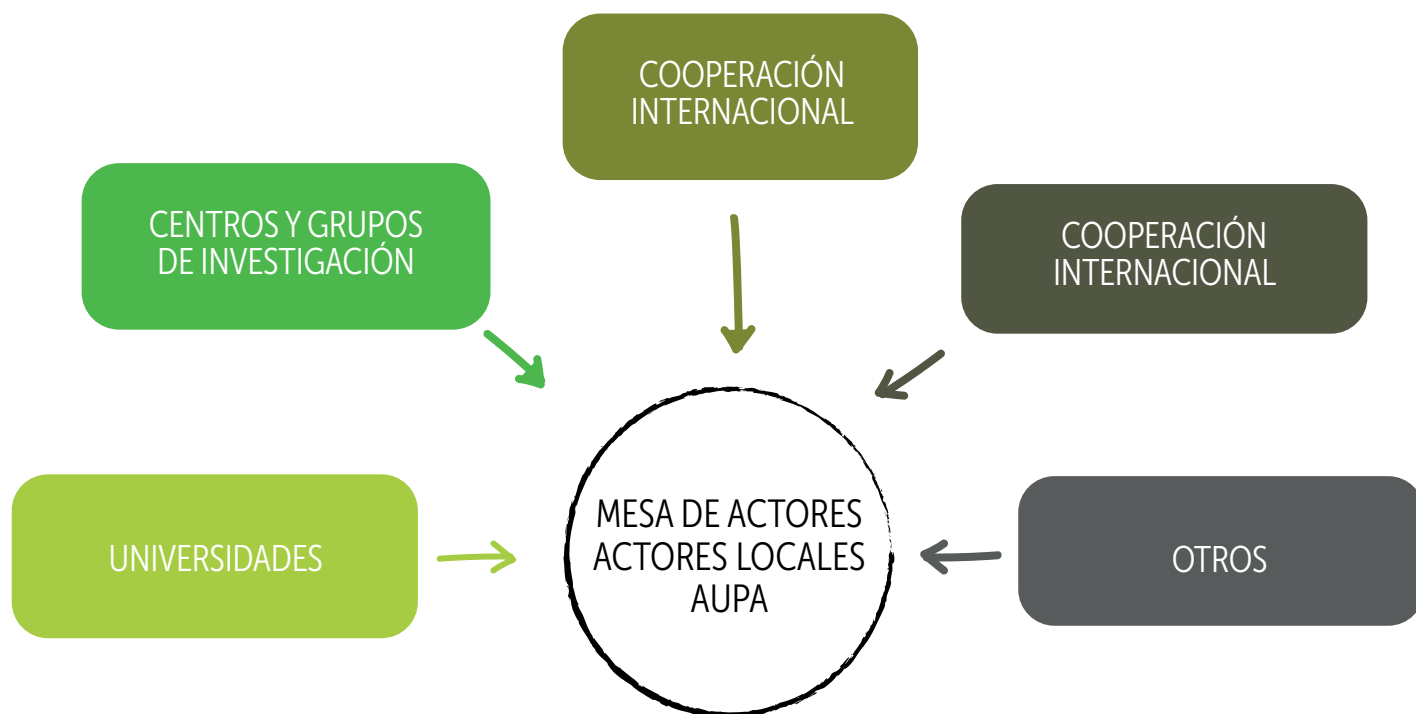 COOPERACIÓN
INTERNACIONAL
CENTROS Y GRUPOS
DE INVESTIGACIÓN
COOPERACIÓN
INTERNACIONAL
UNIVERSIDADES
MESA DE ACTORES
ACTORES LOCALES
AUPA
OTROS